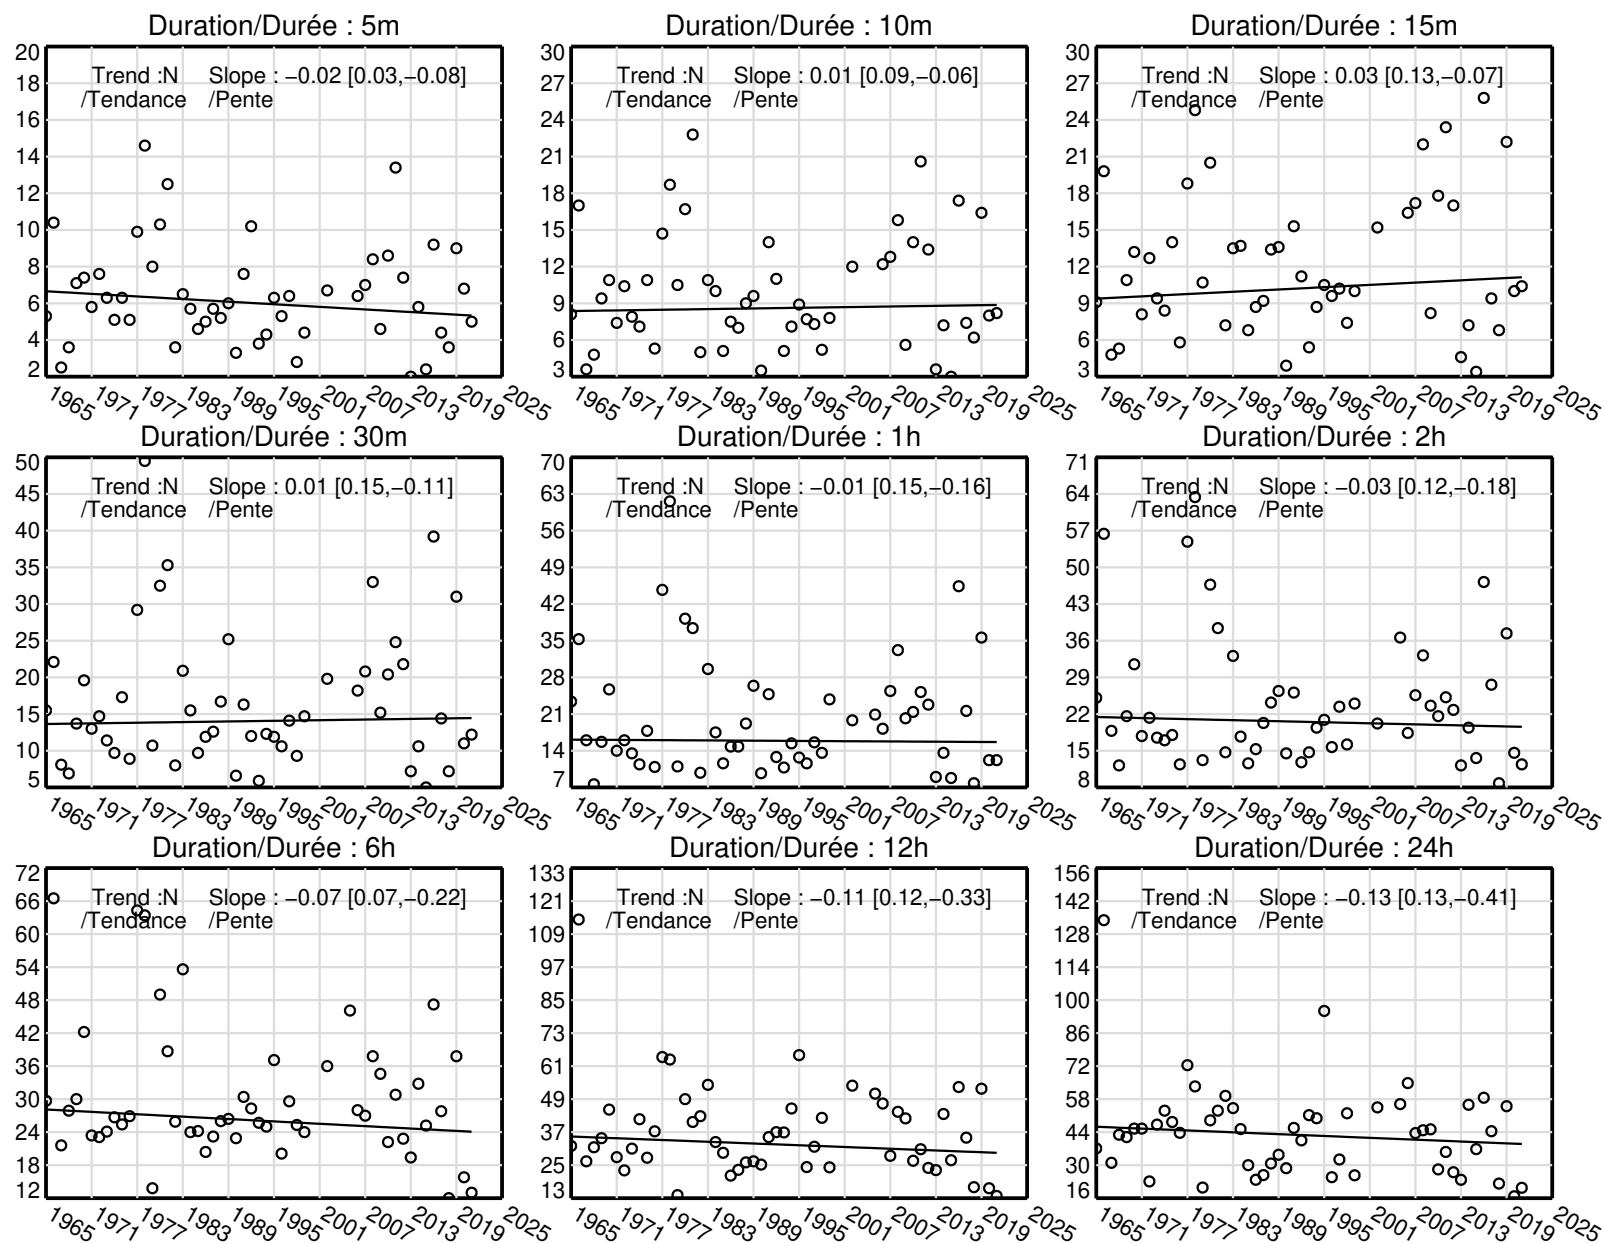 Duration/Durée : 5m
Trend :N Slope : −0.02 [0.03,−0.08]
/Tendance /Pente
20
18
16
14
12
10
8
6
4
2
1965 1971 1977 1983 1989 1995 2001 2007 2013 2019 2025
Duration/Durée : 10m
Trend :N Slope : 0.01 [0.09,−0.06]
/Tendance /Pente
30
27
24
21
18
15
12
9
6
3
1965 1971 1977 1983 1989 1995 2001 2007 2013 2019 2025
Duration/Durée : 15m
Trend :N Slope : 0.03 [0.13,−0.07]
/Tendance /Pente
30
27
24
21
18
15
12
9
6
3
1965 1971 1977 1983 1989 1995 2001 2007 2013 2019 2025
Duration/Durée : 30m
Trend :N Slope : 0.01 [0.15,−0.11]
/Tendance /Pente
50
45
40
35
30
25
20
15
10
5
1965 1971 1977 1983 1989 1995 2001 2007 2013 2019 2025
Duration/Durée : 1h
Trend :N Slope : −0.01 [0.15,−0.16]
/Tendance /Pente
70
63
56
49
42
35
28
21
14
7
1965 1971 1977 1983 1989 1995 2001 2007 2013 2019 2025
Duration/Durée : 2h
Trend :N Slope : −0.03 [0.12,−0.18]
/Tendance /Pente
71
64
57
50
43
36
29
22
15
8
1965 1971 1977 1983 1989 1995 2001 2007 2013 2019 2025
Duration/Durée : 6h
Trend :N Slope : −0.07 [0.07,−0.22]
/Tendance /Pente
72
66
60
54
48
42
36
30
24
18
12
1965 1971 1977 1983 1989 1995 2001 2007 2013 2019 2025
Duration/Durée : 12h
Trend :N Slope : −0.11 [0.12,−0.33]
/Tendance /Pente
133
121
109
97
85
73
61
49
37
25
13
1965 1971 1977 1983 1989 1995 2001 2007 2013 2019 2025
Duration/Durée : 24h
Trend :N Slope : −0.13 [0.13,−0.41]
/Tendance /Pente
156
142
128
114
100
86
72
58
44
30
16
1965 1971 1977 1983 1989 1995 2001 2007 2013 2019 2025